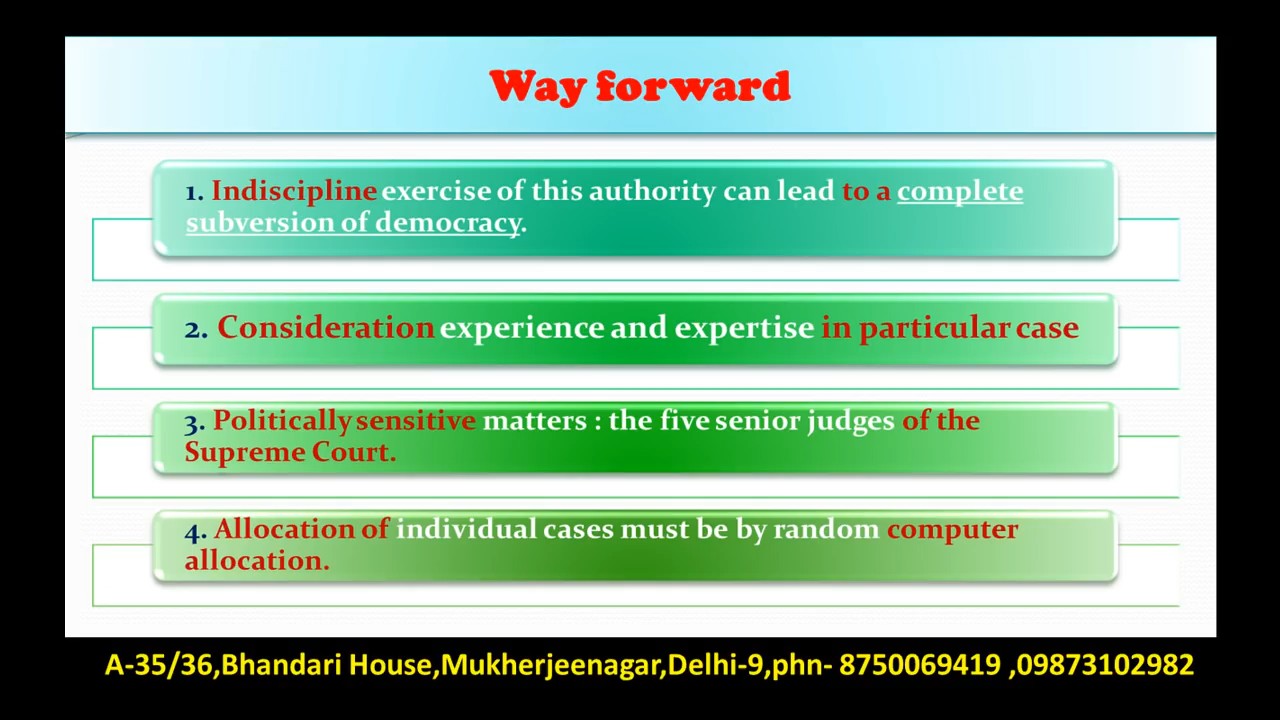 Way forward
1. Indiscipline exercise of this authority can lead to a complete
subversion of democracy.
2. Consideration experience and expertise in particular case
3. Politically sensitive matters : the five senior judges of the
Supreme Court.
4. Allocation of individual cases must be by random computer
allocation.
A-35/36,Bhandari House,Mukherjeenagar,Delhi-9,phn- 8750069419 ,09873102982